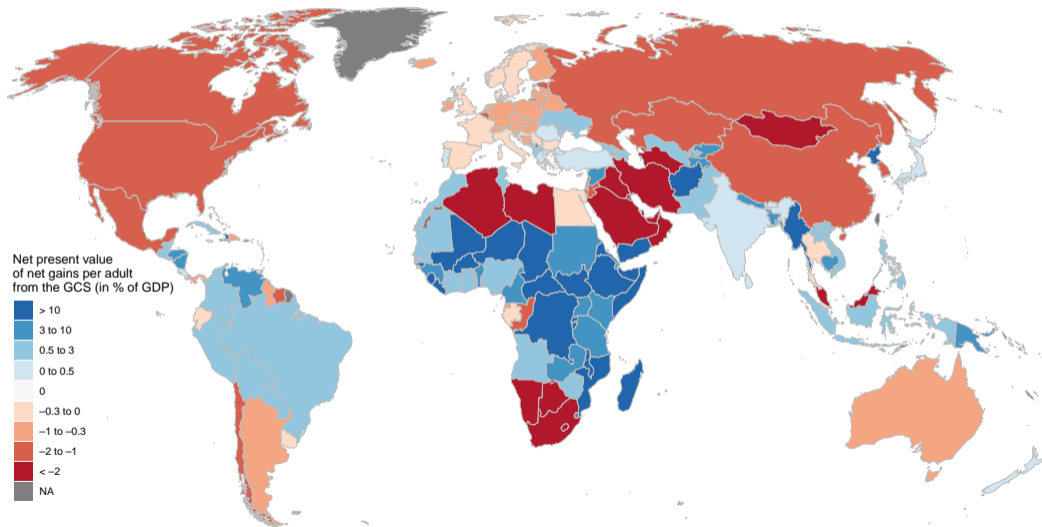 Net present value
of net gains per adult
from the GCS (in % of GDP)
> 10
3 to 10
0.5 to 3
0 to 0.5
0
–0.3 to 0
–1 to –0.3
–2 to –1
< –2
NA